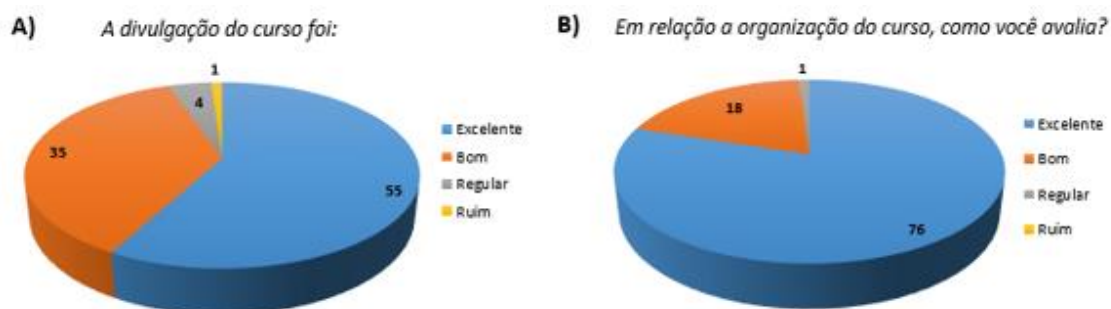 A)
A divulgação do curso foi:
1
4
35
55
Excelente
Bom
Regular
Ruim
B)
Em relação a organização do curso, como você avalia?
1
18
76
Excelente
Bom
Regular
Ruim